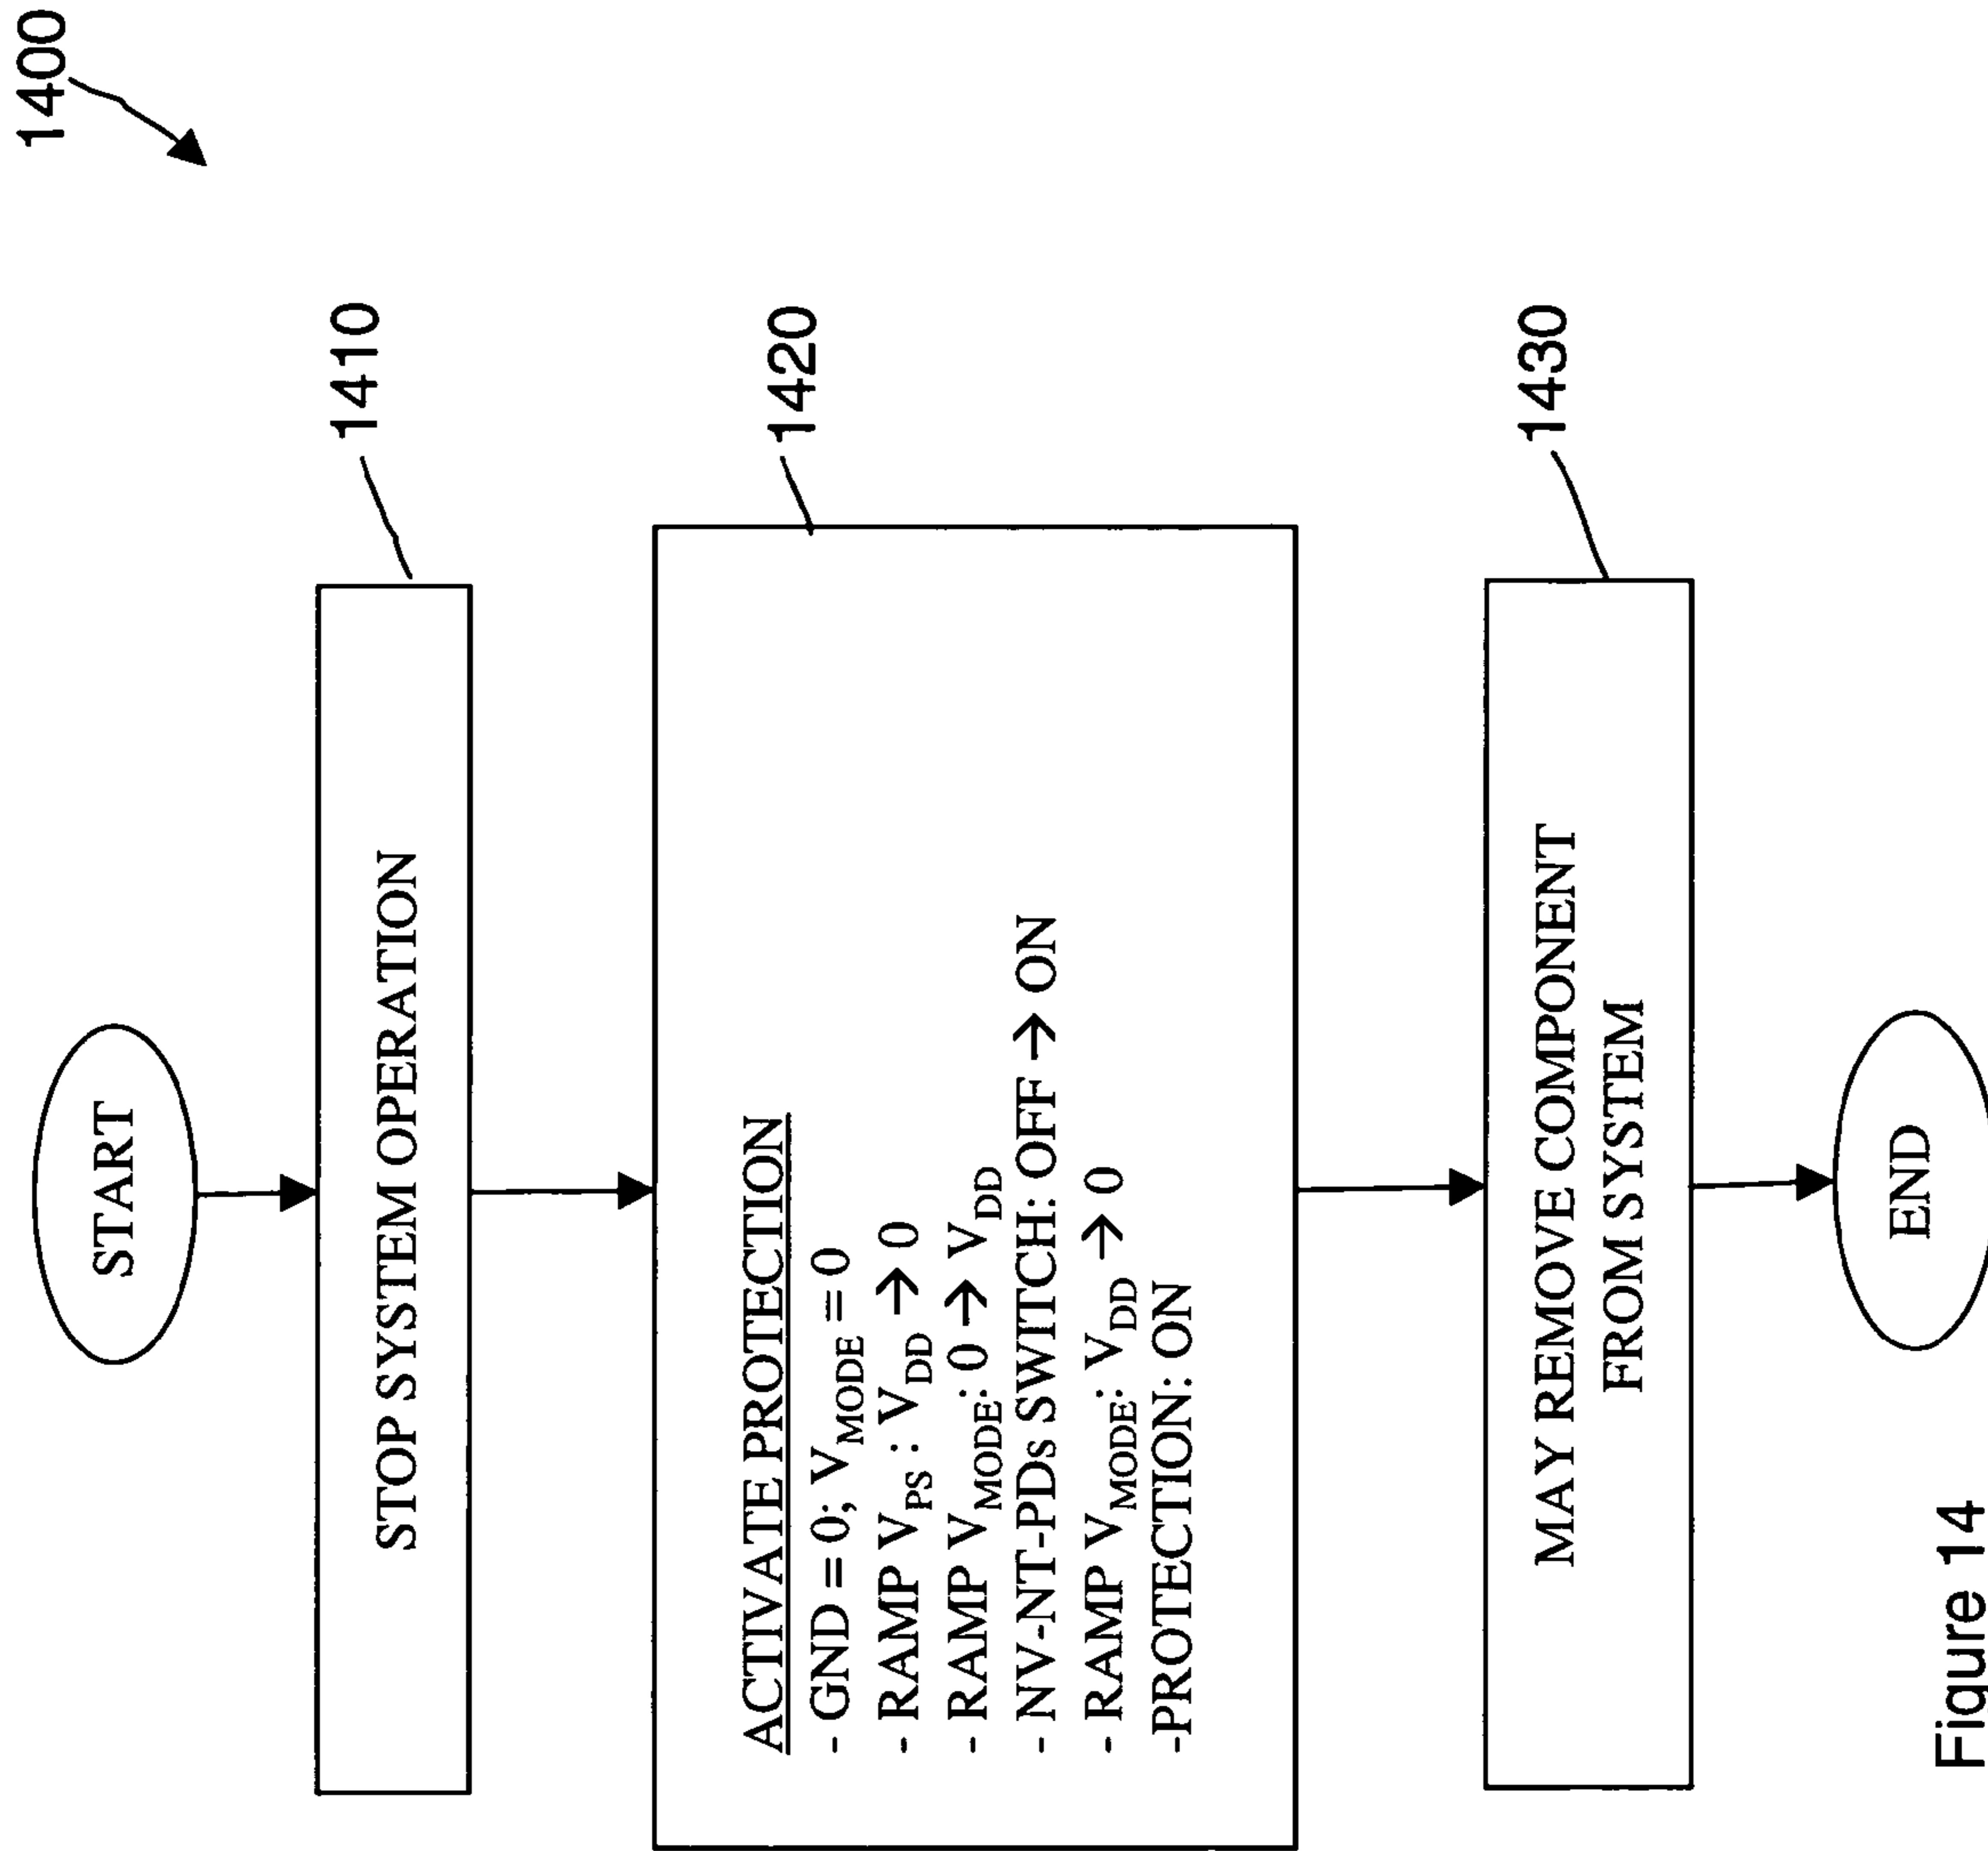 1400
START
STOP SYSTEM OPERATION
1410
ACTIVATE PROTECTION
- GND = 0; V_MODE = 0
- RAMP V_PS : V_DD → 0
- RAMP V_MODE: 0 → V_DD
- NV-NT-PDs SWITCH: OFF → ON
- RAMP V_MODE: V_DD → 0
-PROTECTION: ON
1420
MAY REMOVE COMPONENT
FROM SYSTEM
1430
END
Figure 14